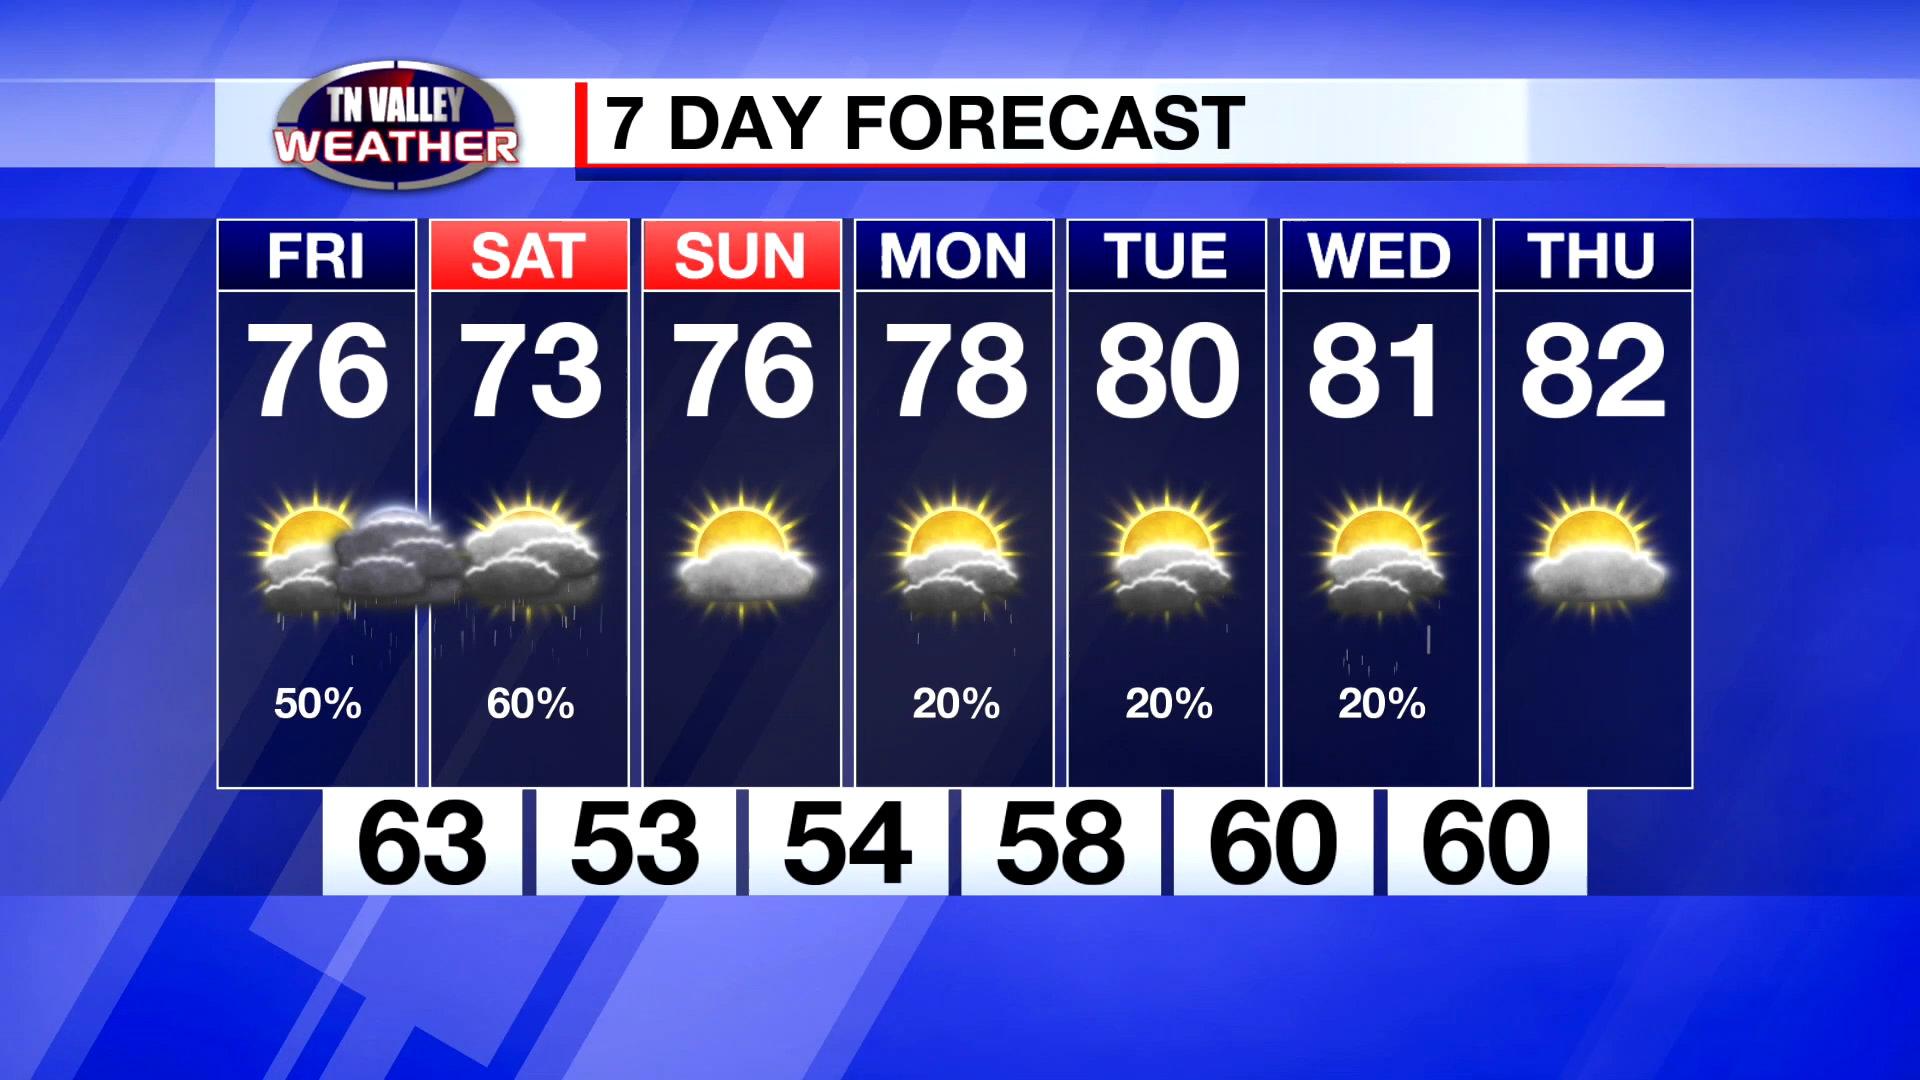 TN VALLEY
WEATHER
7 DAY FORECAST
FRI SAT SUN MON TUE WED THU
76 73 76 78 80 81 82
50% 60% 20% 20% 20%
63 53 54 58 60 60